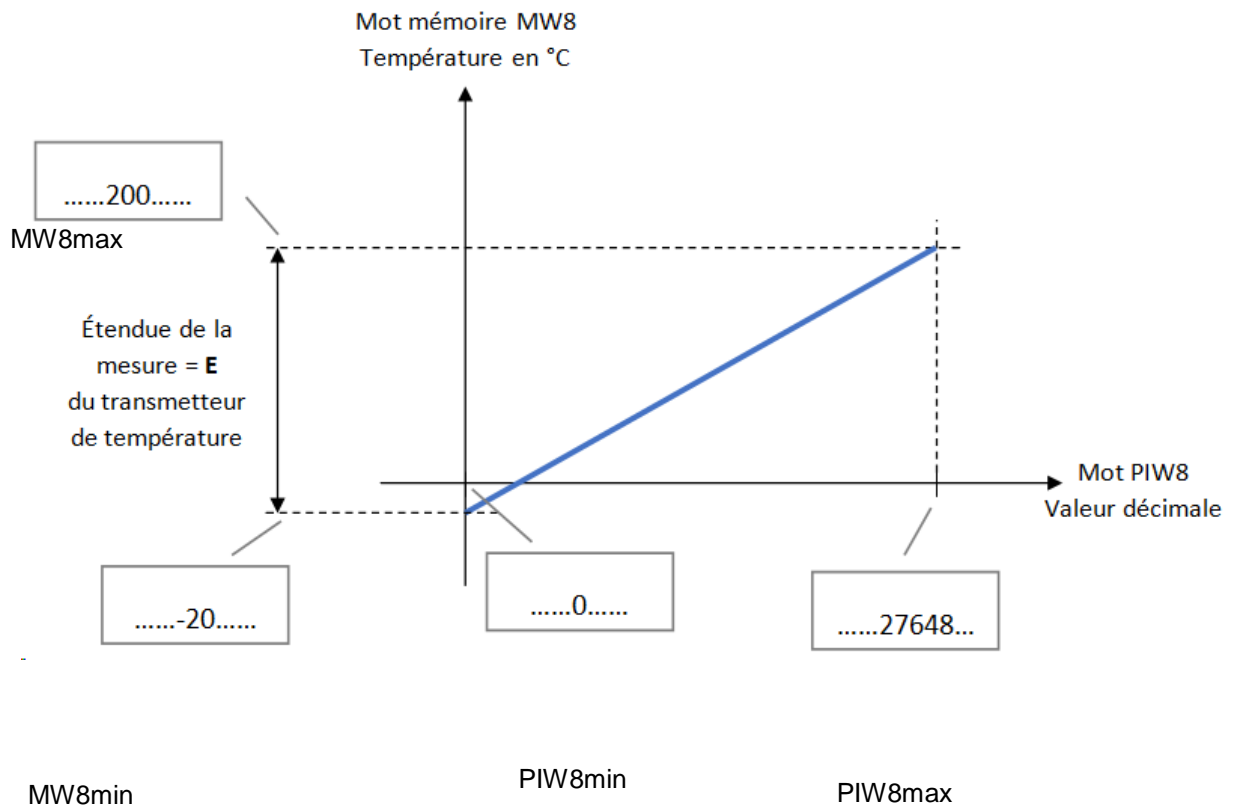 Mot mémoire MW8
Température en °C
……200……
MW8max
Étendue de la
mesure = E
du transmetteur
de température
Mot PIW8
Valeur décimale
……-20……
……0……
……27648…
MW8min
PIW8min
PIW8max